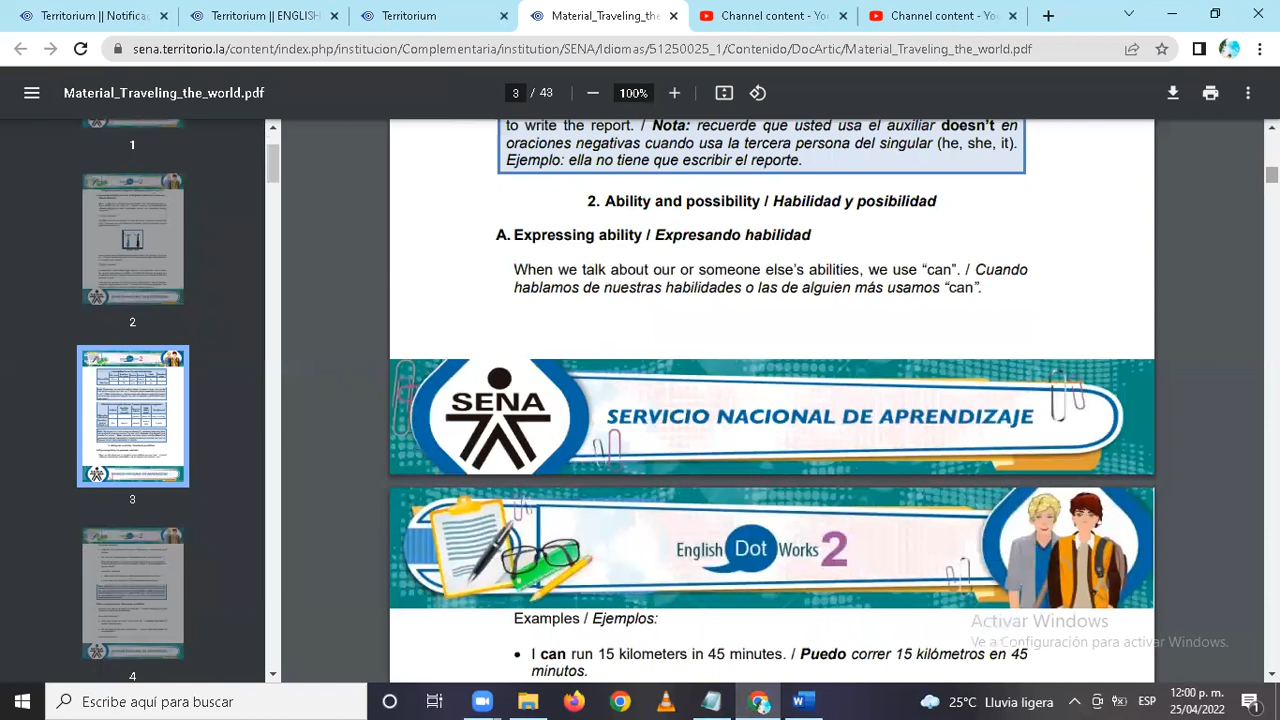 Territorium || Notificac
Territorium || ENGLISH
Territorium
Material_Traveling_the_w
Channel content - You
Channel content - You
sena.territorio.la/content/index.php/institucion/Complementaria/institution/SENA/Idiomas/51250025_1/Contenido/DocArtic/Material_Traveling_the_world.pdf
Material_Traveling_the_world.pdf
3 / 43
100%
1
2
3
4
to write the report. / Nota: recuerde que usted usa el auxiliar doesn't en
oraciones negativas cuando usa la tercera persona del singular (he, she, it).
Ejemplo: ella no tiene que escribir el reporte.
2. Ability and possibility / Habilidad y posibilidad
A. Expressing ability / Expresando habilidad
When we talk about our or someone else's abilities, we use “can”. / Cuando
hablamos de nuestras habilidades o las de alguien más usamos “can”.
SENA
SERVICIO NACIONAL DE APRENDIZAJE
English Dot Works 2
Examples / Ejemplos:
• I can run 15 kilometers in 45 minutes. / Puedo correr 15 kilómetros en 45
minutos.
Activar Windows
Ve a Configuración para activar Windows.
Escribe aquí para buscar
25°C Lluvia ligera
ESP
12:00 p. m.
25/04/2022
1